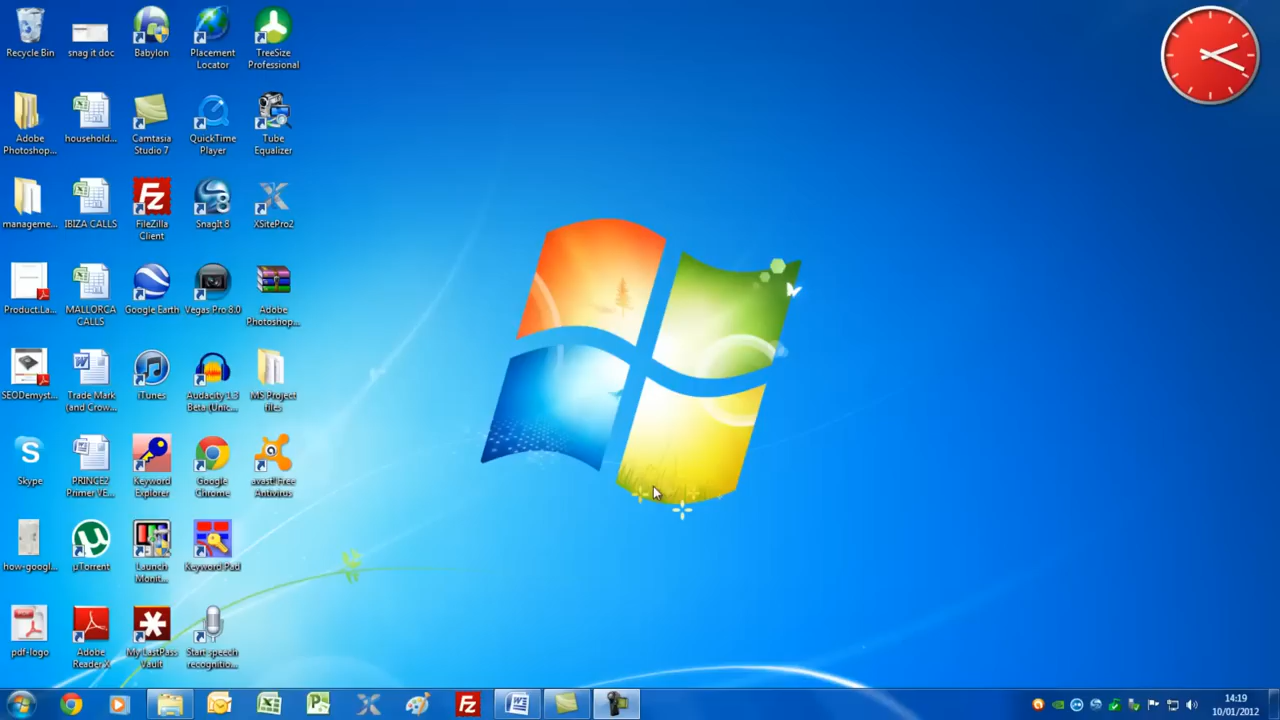 Recycle Bin
snag it doc
Babylon
Placement
Locator
TreeSize
Professional
Adobe
Photoshop...
household...
Camtasia
Studio 7
QuickTime
Player
Tube
Equalizer
manageme...
IBIZA CALLS
FileZilla
Client
SnagIt 8
XSitePro2
Product.La...
MALLORCA
CALLS
Google Earth
Vegas Pro 8.0
Adobe
Photoshop...
SEODemyst...
Trade Mark
(and Crow...
iTunes
Audacity 1.3
Beta (Unic...
MS Project
files
Skype
PRINCE2
Primer VE...
Keyword
Explorer
Google
Chrome
avast! Free
Antivirus
how-googl...
µTorrent
Launch
Monit...
Keyword Pad
pdf-logo
Adobe
Reader X
My LastPass
Vault
Start speech
recognitio...
14:19
10/01/2012